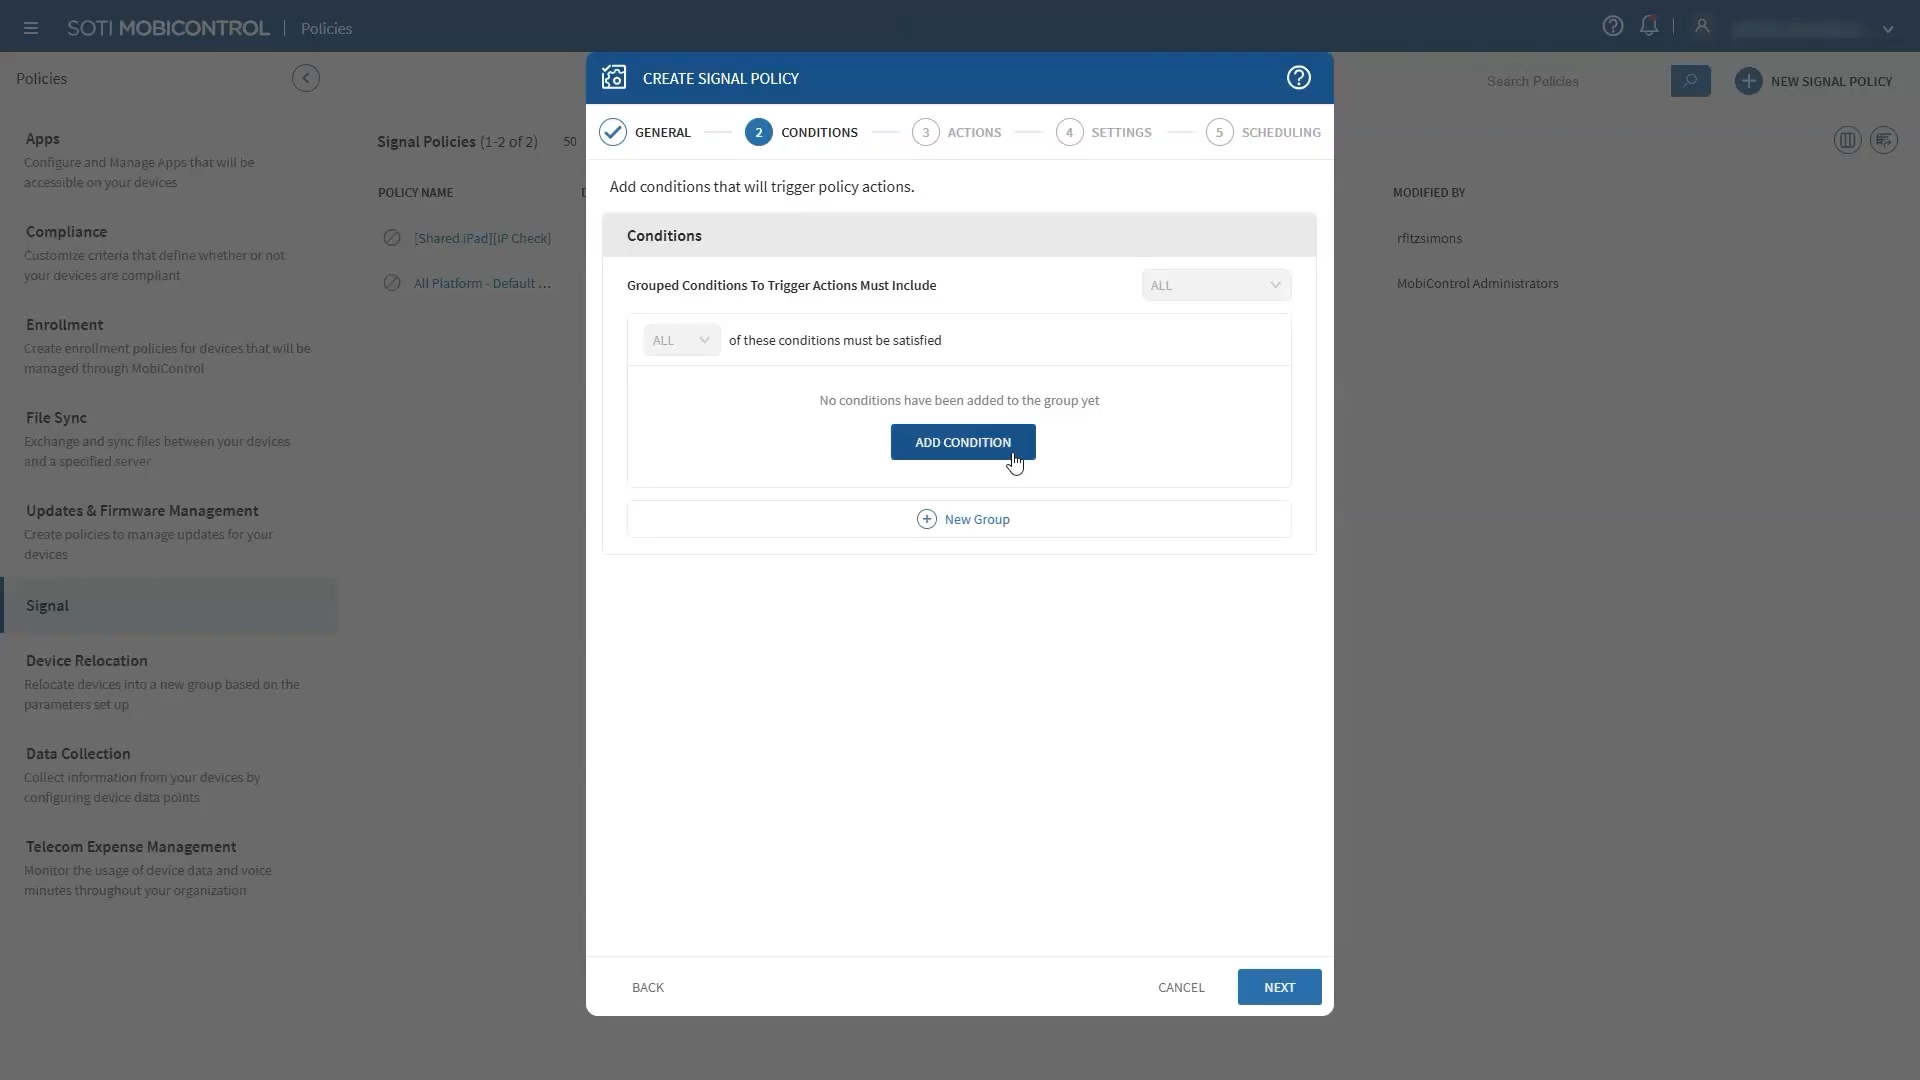 SOTI MOBICONTROL | Policies
Policies
Apps
Configure and Manage Apps that will be
accessible on your devices
Compliance
Customize criteria that define whether or not
your devices are compliant
Enrollment
Create enrollment policies for devices that will be
managed through MobiControl
File Sync
Exchange and sync files between your devices
and a specified server
Updates & Firmware Management
Create policies to manage updates for your
devices
Signal
Device Relocation
Relocate devices into a new group based on the
parameters set up
Data Collection
Collect information from your devices by
configuring device data points
Telecom Expense Management
Monitor the usage of device data and voice
minutes throughout your organization
Signal Policies (1-2 of 2) 50
POLICY NAME
[Shared iPad][IP Check]
All Platform - Default ...
CREATE SIGNAL POLICY
GENERAL 2 CONDITIONS 3 ACTIONS 4 SETTINGS 5 SCHEDULING
Add conditions that will trigger policy actions.
Conditions
Grouped Conditions To Trigger Actions Must Include ALL
ALL of these conditions must be satisfied
No conditions have been added to the group yet
ADD CONDITION
New Group
BACK CANCEL NEXT
Search Policies NEW SIGNAL POLICY
MODIFIED BY
rfitzsimons
MobiControl Administrators